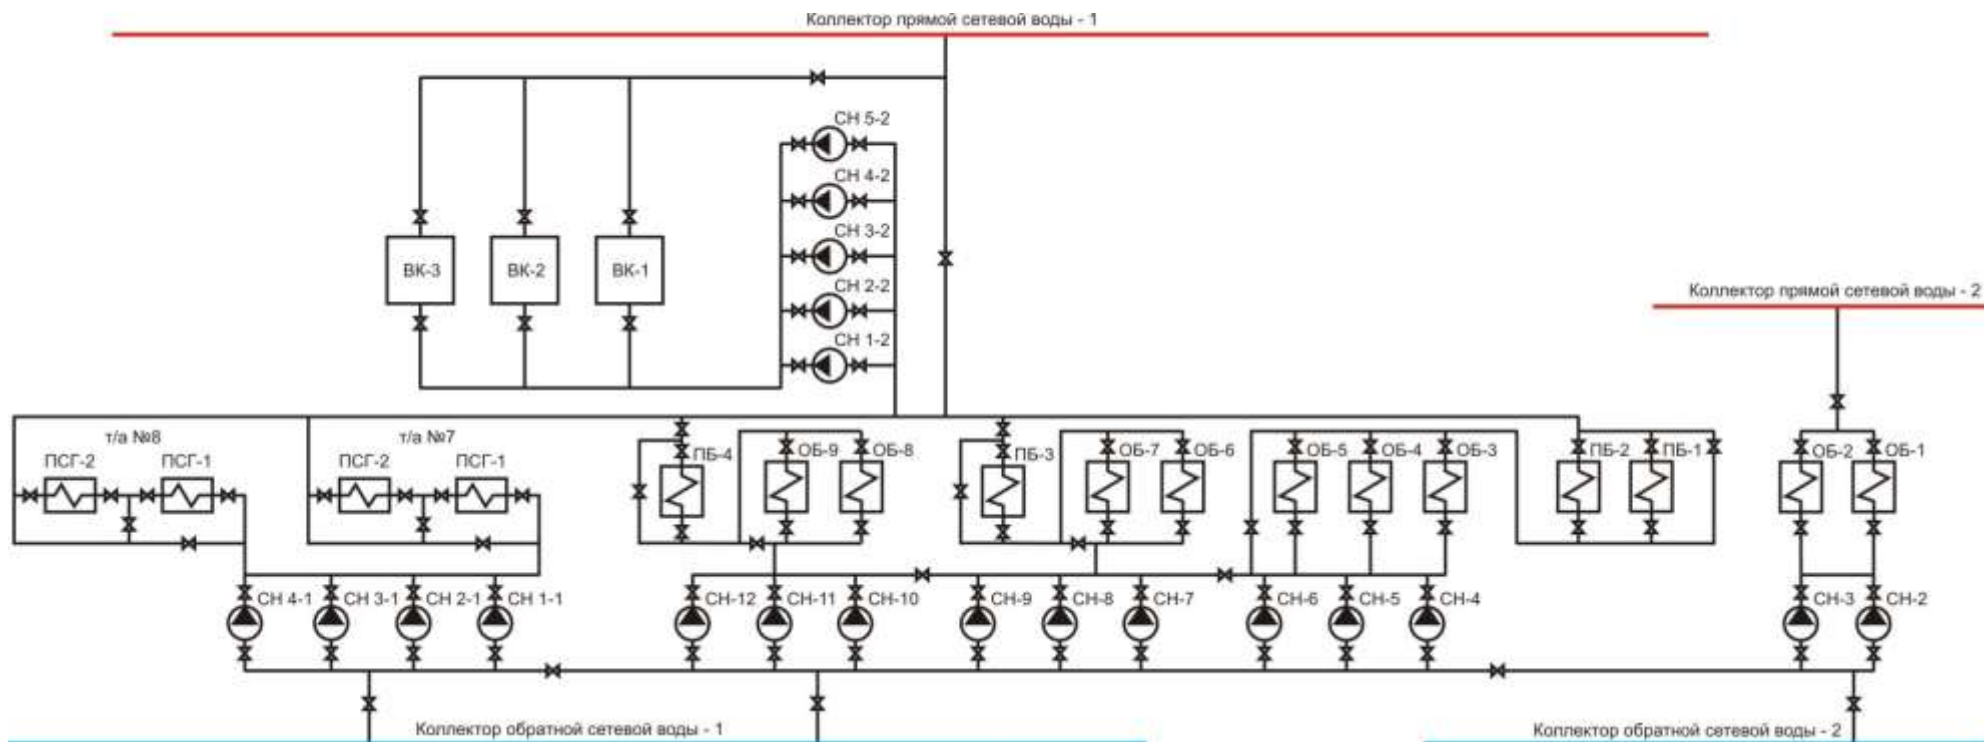 Коллектор прямой сетевой воды - 1
СН 5-2
СН 4-2
СН 3-2
СН 2-2
СН 1-2
ВК-3 ВК-2 ВК-1
Коллектор прямой сетевой воды - 2
т/а №8 т/а №7
ПСГ-2 ПСГ-1 ПСГ-2 ПСГ-1 ПБ-4 ОБ-9 ОБ-8 ПБ-3 ОБ-7 ОБ-6 ОБ-5 ОБ-4 ОБ-3 ПБ-2 ПБ-1 ОБ-2 ОБ-1
СН 4-1 СН 3-1 СН 2-1 СН 1-1 СН-12 СН-11 СН-10 СН-9 СН-8 СН-7 СН-6 СН-5 СН-4 СН-3 СН-2
Коллектор обратной сетевой воды - 1
Коллектор обратной сетевой воды - 2